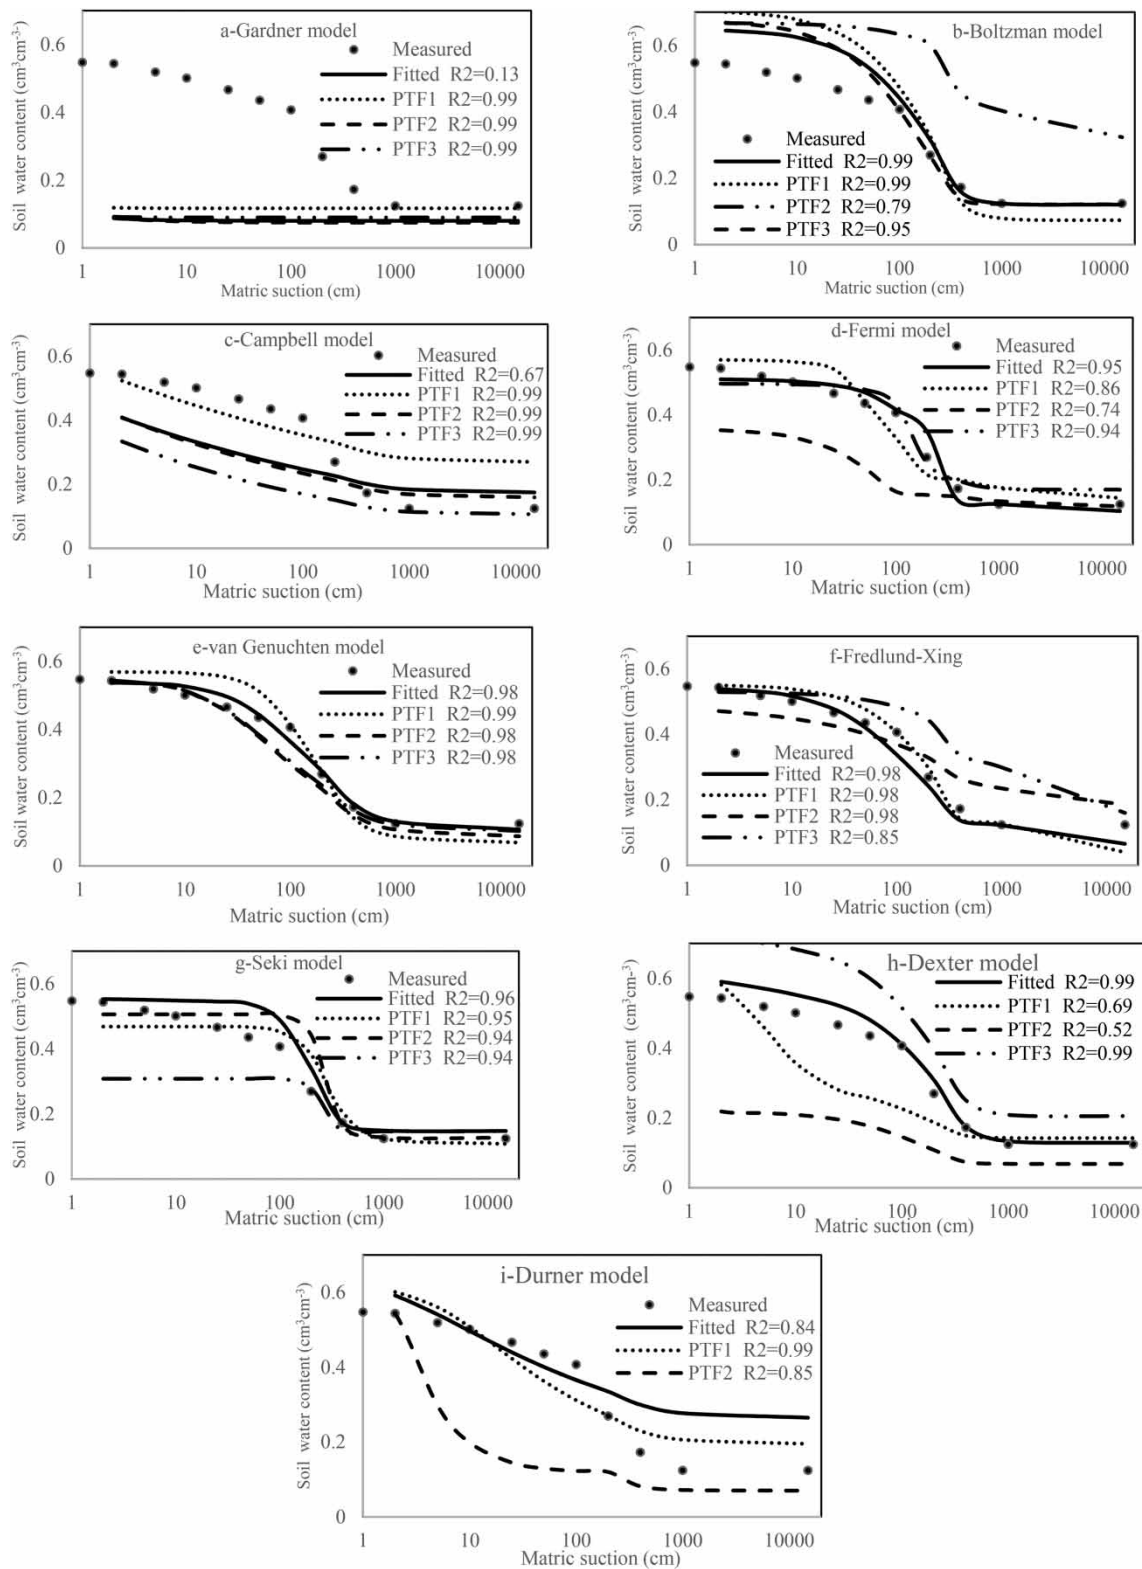 a-Gardner model
Measured
Fitted R2=0.13
PTF1 R2=0.99
PTF2 R2=0.99
PTF3 R2=0.99
Soil water content (cm³cm³⁻)
0.6
0.4
0.2
0
1 10 100 1000 10000
Matric suction (cm)
b-Boltzman model
Measured
Fitted R2=0.99
PTF1 R2=0.99
PTF2 R2=0.79
PTF3 R2=0.95
Soil water content (cm³cm⁻³)
0.6
0.4
0.2
0
1 10 100 1000 10000
Matric suction (cm)
c-Campbell model
Measured
Fitted R2=0.67
PTF1 R2=0.99
PTF2 R2=0.99
PTF3 R2=0.99
Soil water content (cm³cm⁻³)
0.6
0.4
0.2
0
1 10 100 1000 10000
Matric suction (cm)
d-Fermi model
Measured
Fitted R2=0.95
PTF1 R2=0.86
PTF2 R2=0.74
PTF3 R2=0.94
Soil water content (cm³cm⁻³)
0.6
0.4
0.2
0
1 10 100 1000 10000
Matric suction (cm)
e-van Genuchten model
Measured
Fitted R2=0.98
PTF1 R2=0.99
PTF2 R2=0.98
PTF3 R2=0.98
Soil water content (cm³cm⁻³)
0.6
0.4
0.2
0
1 10 100 1000 10000
Matric suction (cm)
f-Fredlund-Xing
Measured
Fitted R2=0.98
PTF1 R2=0.98
PTF2 R2=0.98
PTF3 R2=0.85
Soil water content (cm³cm⁻³)
0.6
0.4
0.2
0
1 10 100 1000 10000
Matric suction (cm)
g-Seki model
Measured
Fitted R2=0.96
PTF1 R2=0.95
PTF2 R2=0.94
PTF3 R2=0.94
Soil water content (cm³cm⁻³)
0.6
0.4
0.2
0
1 10 100 1000 10000
Matric suction (cm)
h-Dexter model
Fitted R2=0.99
PTF1 R2=0.69
PTF2 R2=0.52
PTF3 R2=0.99
Soil water content (cm³cm-³)
0.6
0.4
0.2
0
1 10 100 1000 10000
Matric suction (cm)
i-Durner model
Measured
Fitted R2=0.84
PTF1 R2=0.99
PTF2 R2=0.85
Soil water content (cm³cm⁻³)
0.6
0.4
0.2
0
1 10 100 1000 10000
Matric suction (cm)